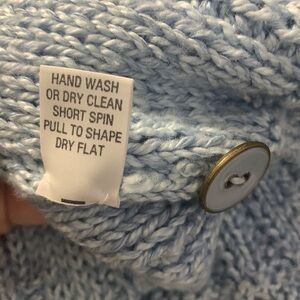 HAND WASH
OR DRY CLEAN
SHORT SPIN
PULL TO SHAPE
DRY FLAT